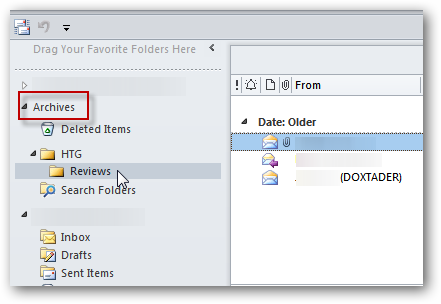 Drag Your Favorite Folders Here
Archives
Deleted Items
HTG
Reviews
Search Folders
Inbox
Drafts
Sent Items
! From
Date: Older
(DOXTADER)